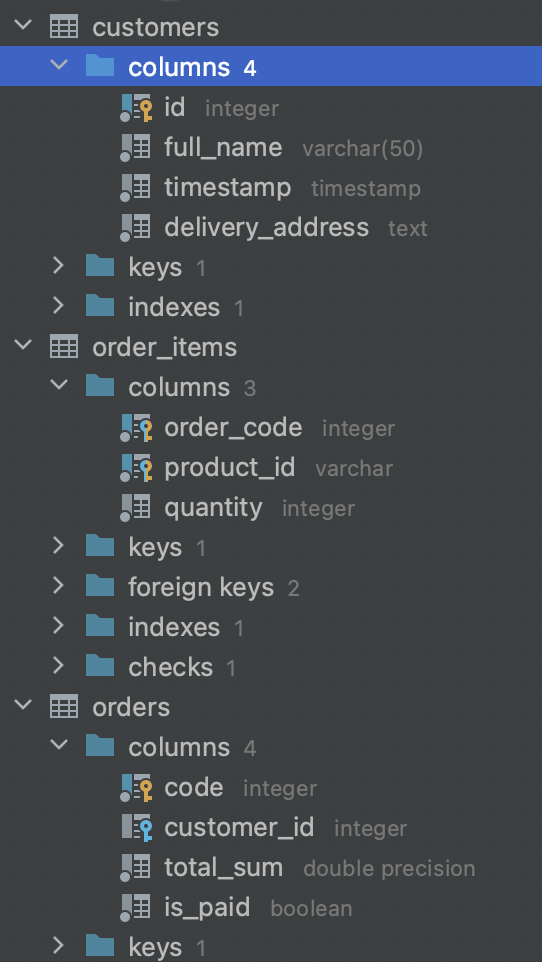 customers
columns 4
id integer
full_name varchar(50)
timestamp timestamp
delivery_address text
keys 1
indexes 1
order_items
columns 3
order_code integer
product_id varchar
quantity integer
keys 1
foreign keys 2
indexes 1
checks 1
orders
columns 4
code integer
customer_id integer
total_sum double precision
is_paid boolean
keys 1